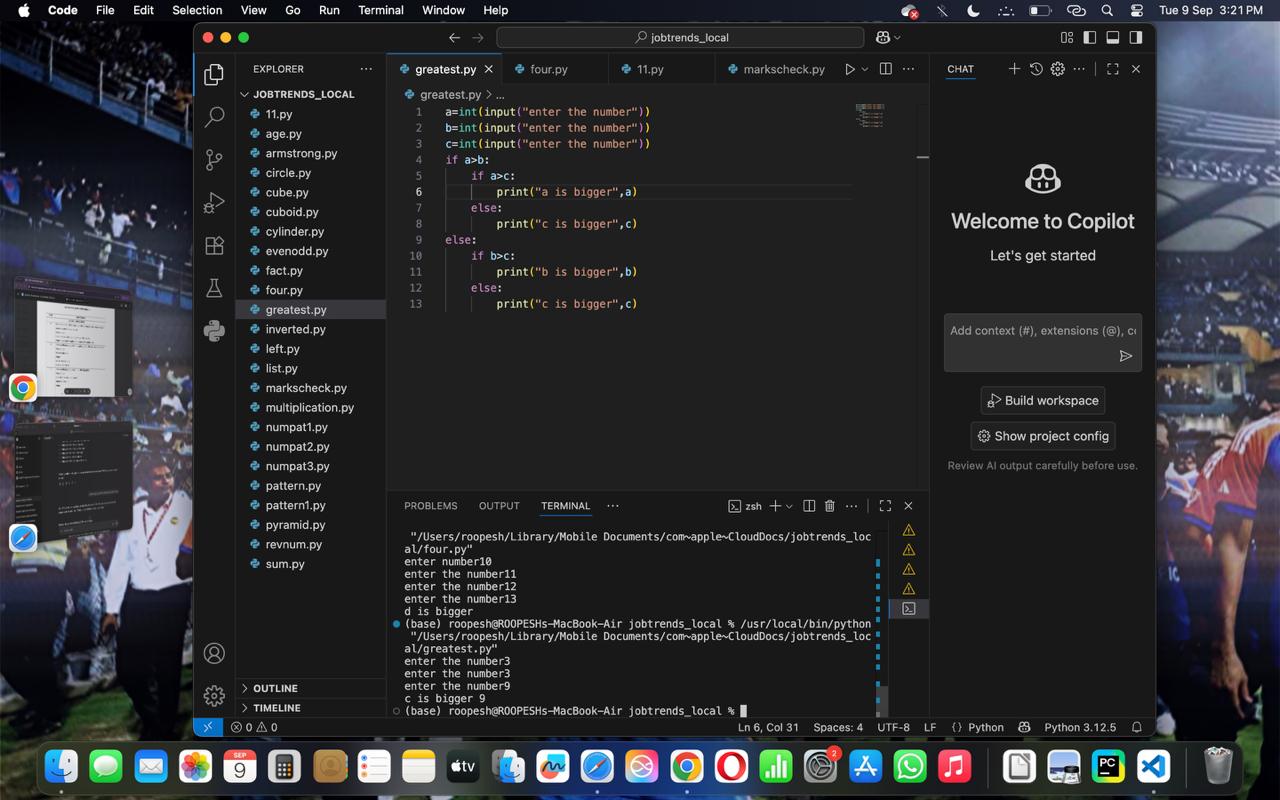 Code File Edit Selection View Go Run Terminal Window Help
Tue 9 Sep 3:21 PM
jobtrends_local
EXPLORER
JOBTRENDS_LOCAL
11.py
age.py
armstrong.py
circle.py
cube.py
cuboid.py
cylinder.py
evenodd.py
fact.py
four.py
greatest.py
inverted.py
left.py
list.py
markscheck.py
multiplication.py
numpat1.py
numpat2.py
numpat3.py
pattern.py
pattern1.py
pyramid.py
revnum.py
sum.py
OUTLINE
TIMELINE
greatest.py four.py 11.py markscheck.py
greatest.py > ...
1 a=int(input("enter the number"))
2 b=int(input("enter the number"))
3 c=int(input("enter the number"))
4 if a>b:
5 if a>c:
6 print("a is bigger",a)
7 else:
8 print("c is bigger",c)
9 else:
10 if b>c:
11 print("b is bigger",b)
12 else:
13 print("c is bigger",c)
PROBLEMS OUTPUT TERMINAL
zsh
"/Users/roopesh/Library/Mobile Documents/com~apple~CloudDocs/jobtrends_loc
al/four.py"
enter number10
enter the number11
enter the number12
enter the number13
d is bigger
(base) roopesh@ROOPESHs-MacBook-Air jobtrends_local % /usr/local/bin/python
"/Users/roopesh/Library/Mobile Documents/com~apple~CloudDocs/jobtrends_loc
al/greatest.py"
enter the number3
enter the number3
enter the number9
c is bigger 9
(base) roopesh@ROOPESHs-MacBook-Air jobtrends_local %
CHAT
Welcome to Copilot
Let's get started
Add context (#), extensions (@), co
Build workspace
Show project config
Review AI output carefully before use.
0 0
Ln 6, Col 31 Spaces: 4 UTF-8 LF {} Python Python 3.12.5
SEP
9
tv
2
PC